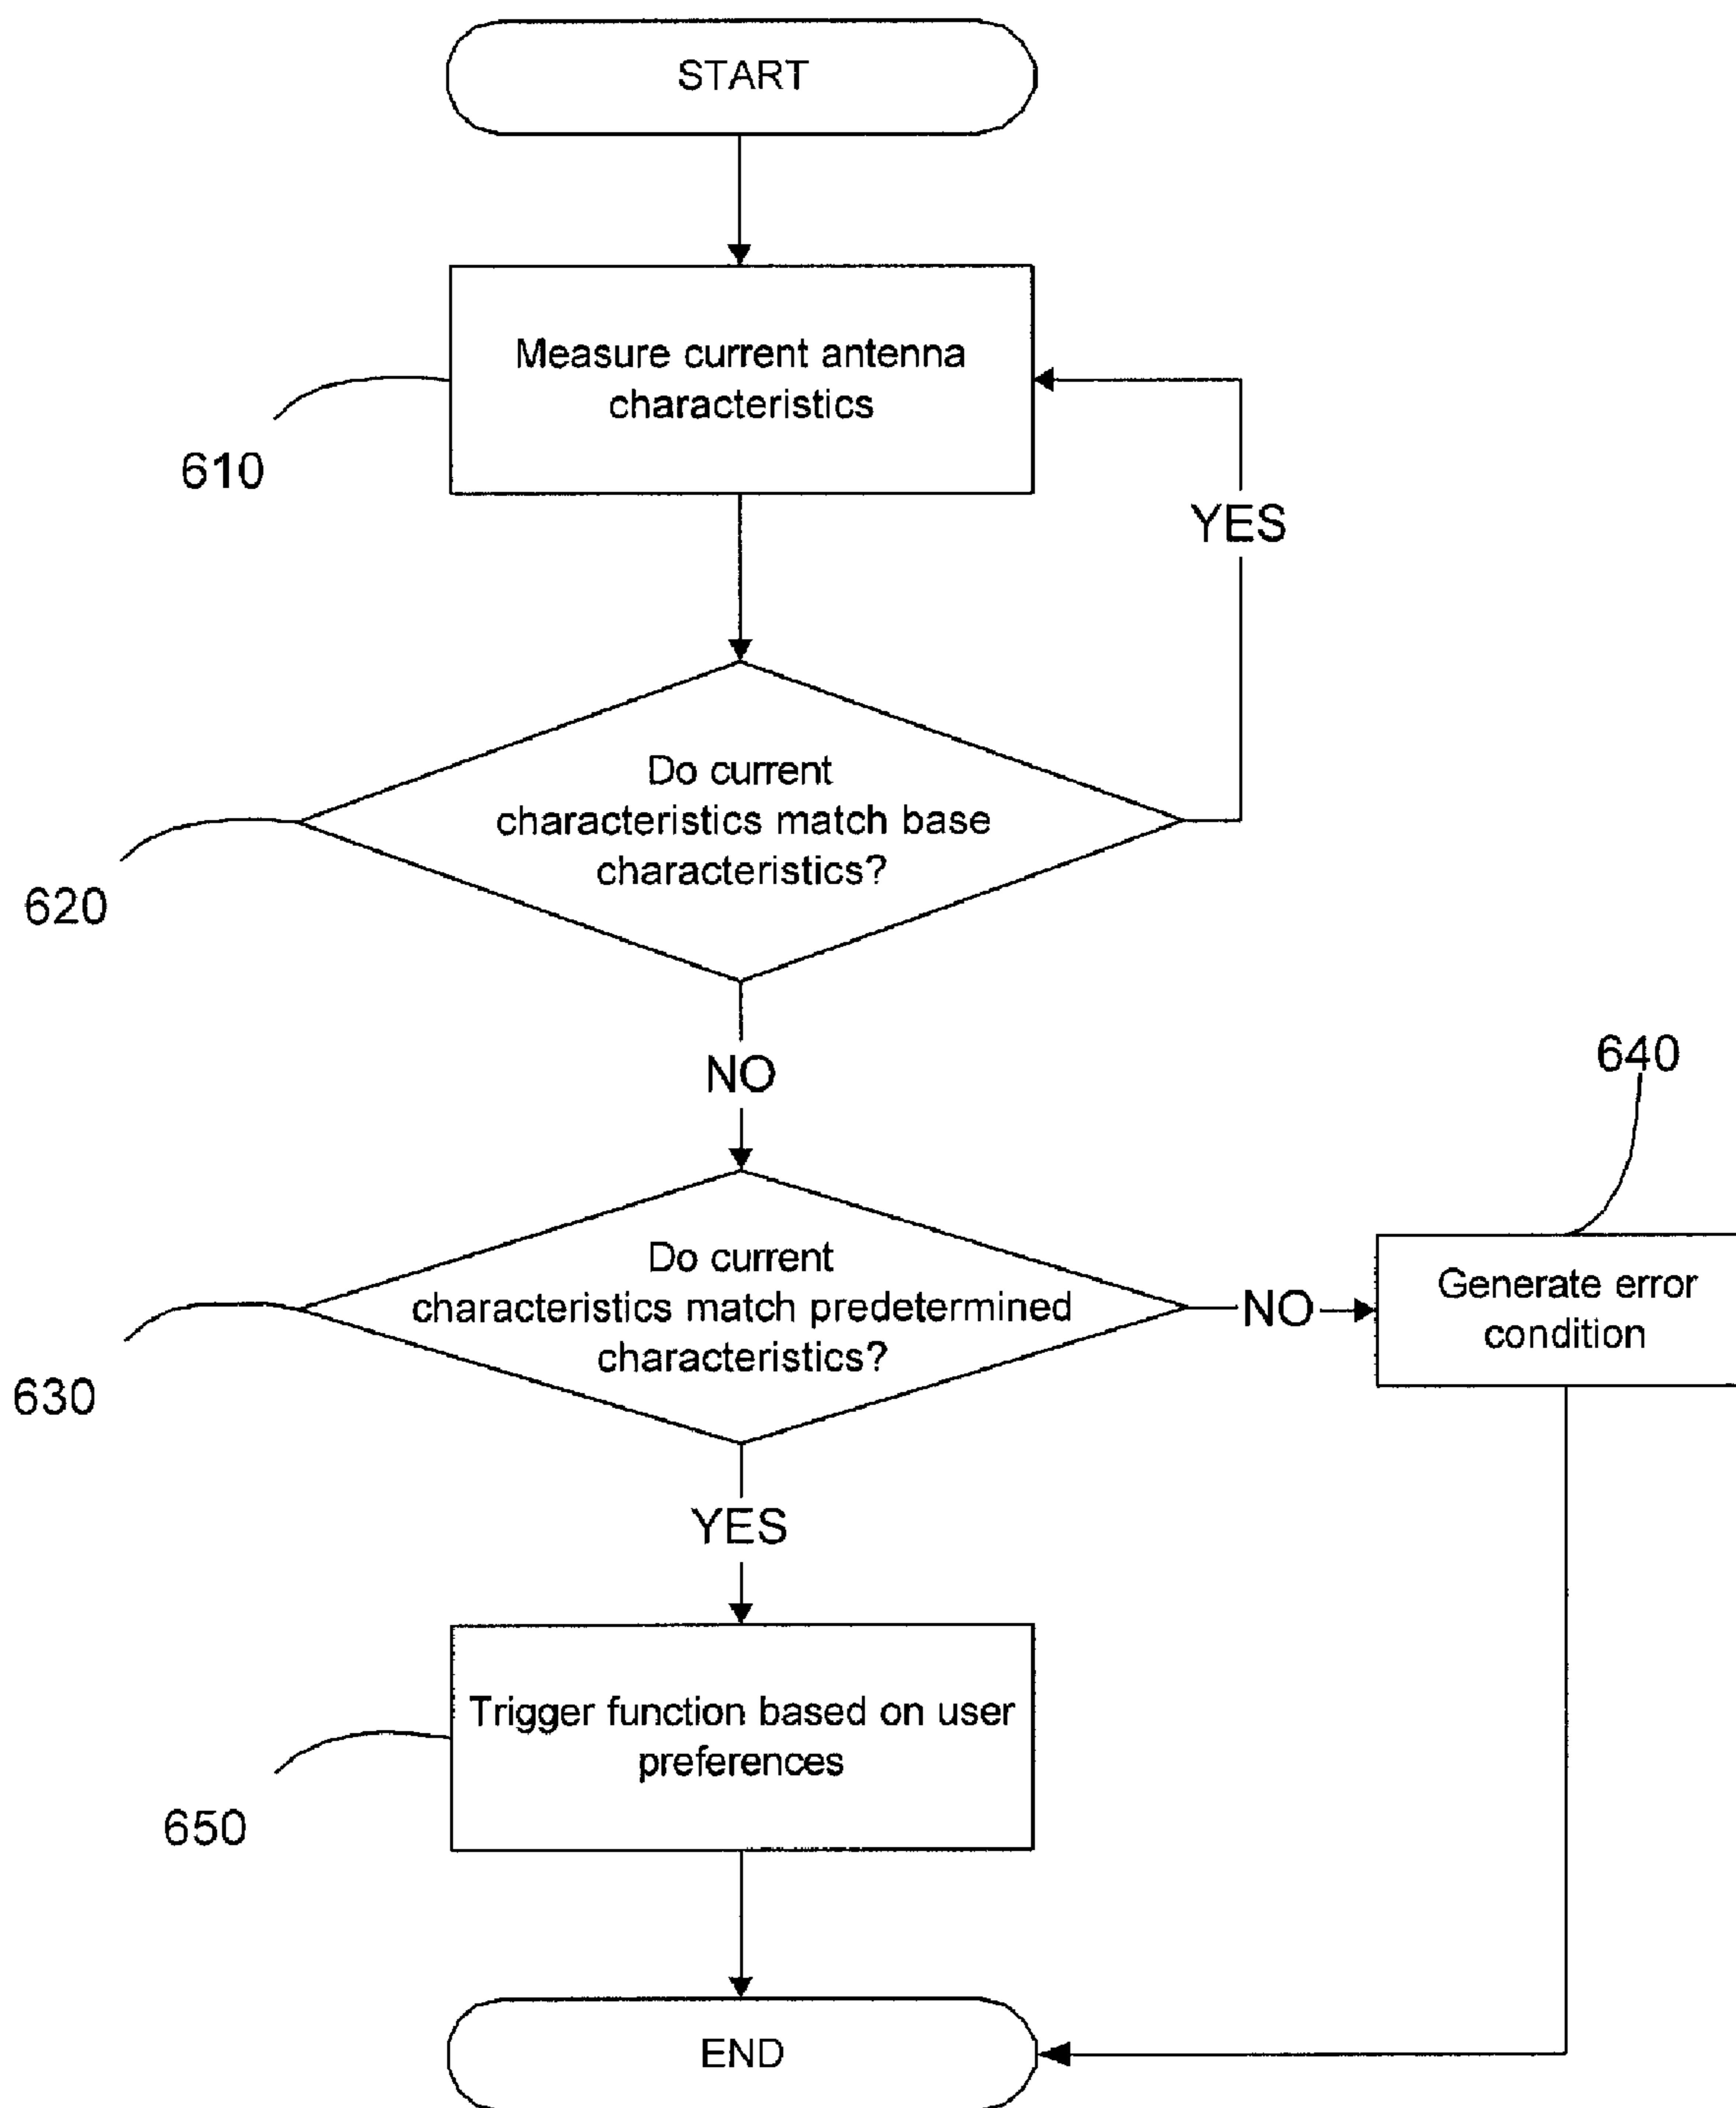 START
Measure current antenna
characteristics
610
YES
Do current
characteristics match base
characteristics?
620
NO
640
Do current
characteristics match predetermined
characteristics?
NO
Generate error
condition
630
YES
Trigger function based on user
preferences
650
END